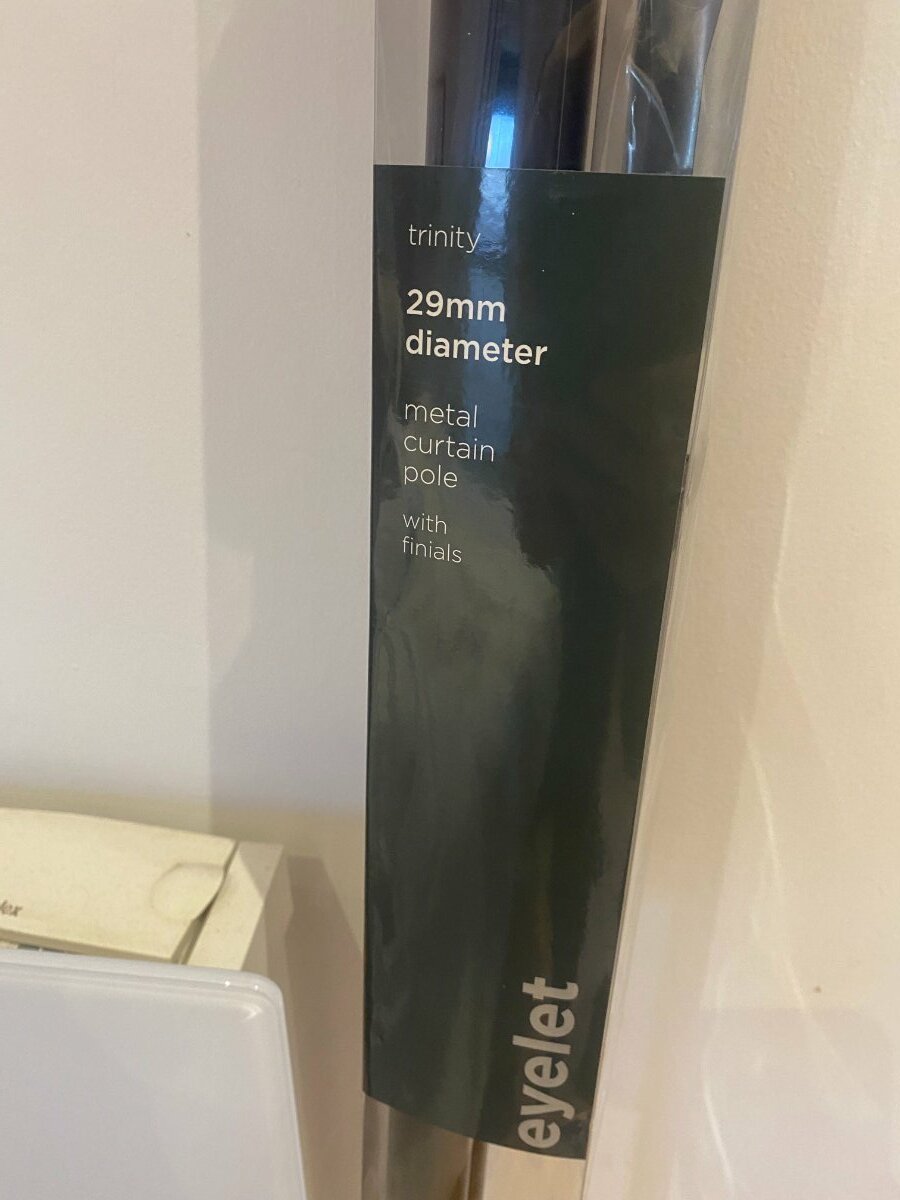 trinity
29mm
diameter
metal
curtain
pole
with
finials
eyelet